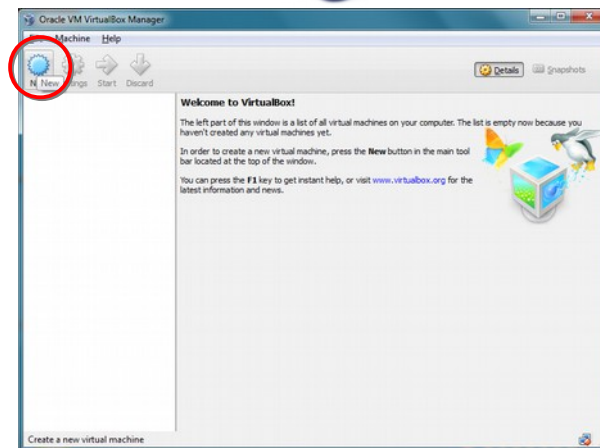 Oracle VM VirtualBox Manager
Machine Help
New Start Discard
Details Snapshots
Welcome to VirtualBox!
The left part of this window is a list of all virtual machines on your computer. The list is empty now because you
haven't created any virtual machines yet.
In order to create a new virtual machine, press the New button in the main tool
bar located at the top of the window.
You can press the F1 key to get instant help, or visit www.virtualbox.org for the
latest information and news.
Create a new virtual machine